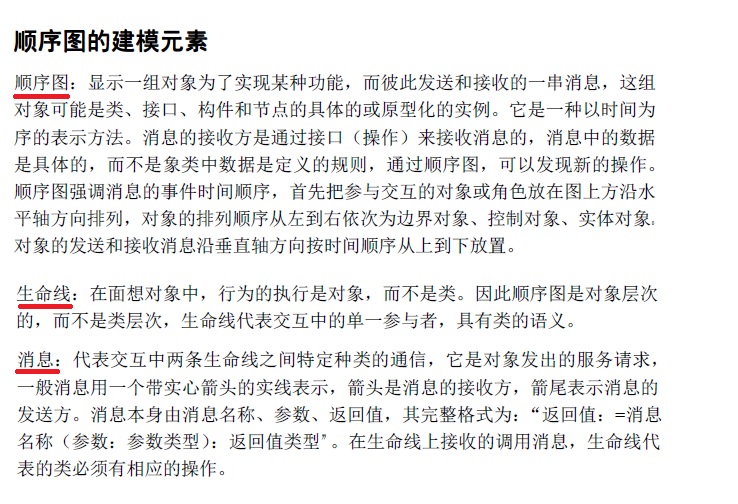 顺序图的建模元素
顺序图：显示一组对象为了实现某种功能，而彼此发送和接收的一串消息，这组
对象可能是类、接口、构件和节点的具体的或原型化的实例。它是一种以时间为
序的表示方法。消息的接收方是通过接口（操作）来接收消息的，消息中的数据
是具体的，而不是象类中数据是定义的规则，通过顺序图，可以发现新的操作。
顺序图强调消息的事件时间顺序，首先把参与交互的对象或角色放在图上方沿水
平轴方向排列，对象的排列顺序从左到右依次为边界对象、控制对象、实体对象。
对象的发送和接收消息沿垂直轴方向按时间顺序从上到下放置。
生命线：在面想对象中，行为的执行是对象，而不是类。因此顺序图是对象层次
的，而不是类层次，生命线代表交互中的单一参与者，具有类的语义。
消息：代表交互中两条生命线之间特定种类的通信，它是对象发出的服务请求，
一般消息用一个带实心箭头的实线表示，箭头是消息的接收方，箭尾表示消息的
发送方。消息本身由消息名称、参数、返回值，其完整格式为：“返回值：=消息
名称（参数：参数类型）：返回值类型”。在生命线上接收的调用消息，生命线代
表的类必须有相应的操作。